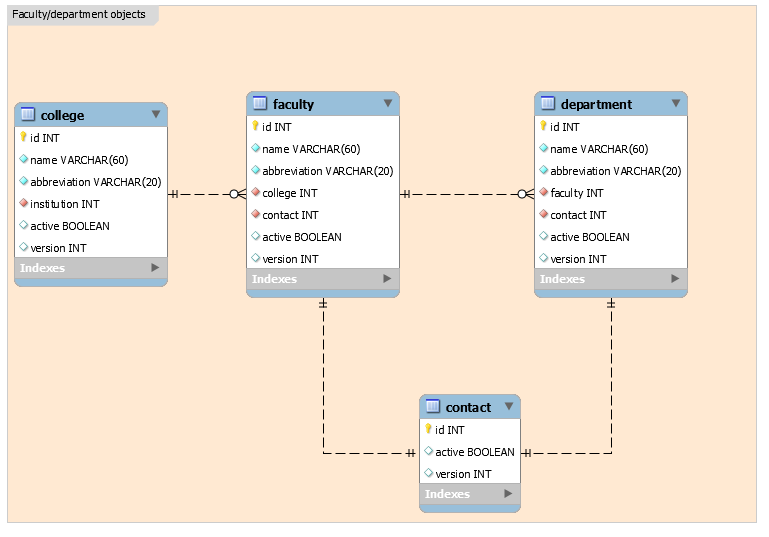 Faculty/department objects
college
id INT
name VARCHAR(60)
abbreviation VARCHAR(20)
institution INT
active BOOLEAN
version INT
Indexes
faculty
id INT
name VARCHAR(60)
abbreviation VARCHAR(20)
college INT
contact INT
active BOOLEAN
version INT
Indexes
department
id INT
name VARCHAR(60)
abbreviation VARCHAR(20)
faculty INT
contact INT
active BOOLEAN
version INT
Indexes
contact
id INT
active BOOLEAN
version INT
Indexes